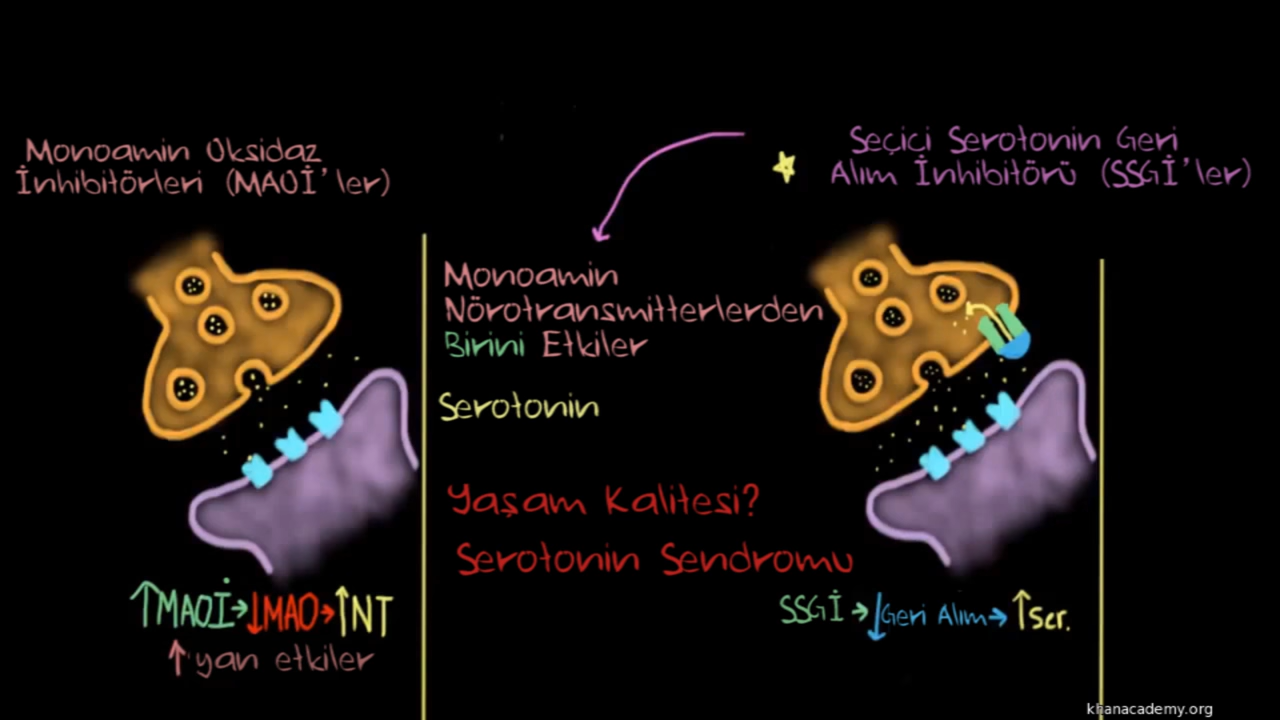 Monoamin Oksidaz
İnhibitörleri (MAOİ'ler)
Seçici Serotonin Geri
Alım İnhibitörü (SSGİ'ler)
Monoamin
Nörotransmitterlerden
Birini Etkiler
Serotonin
Yaşam Kalitesi?
Serotonin Sendromu
↑MAOİ→↓MAO→↑NT
↑yan etkiler
SSGİ→↓Geri Alım→↑Ser.
khanacademy.org